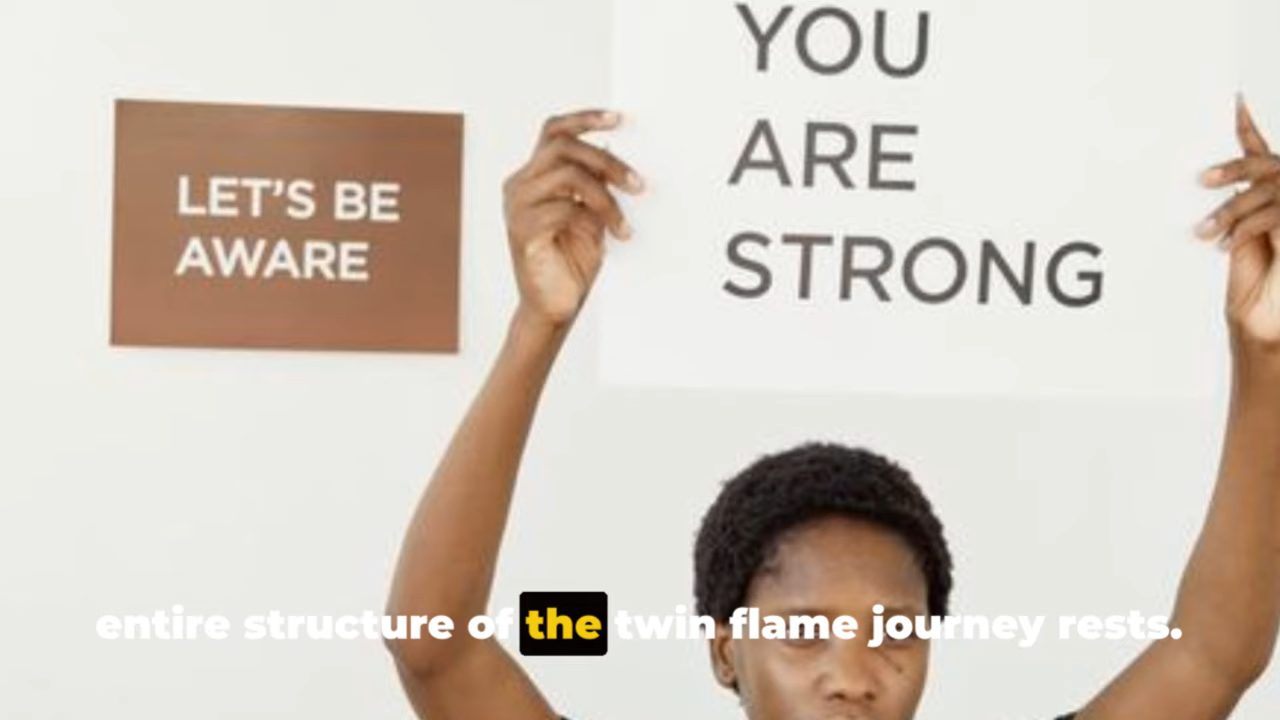 LET'S BE
AWARE
YOU
ARE
STRONG
entire structure of the twin flame journey rests.